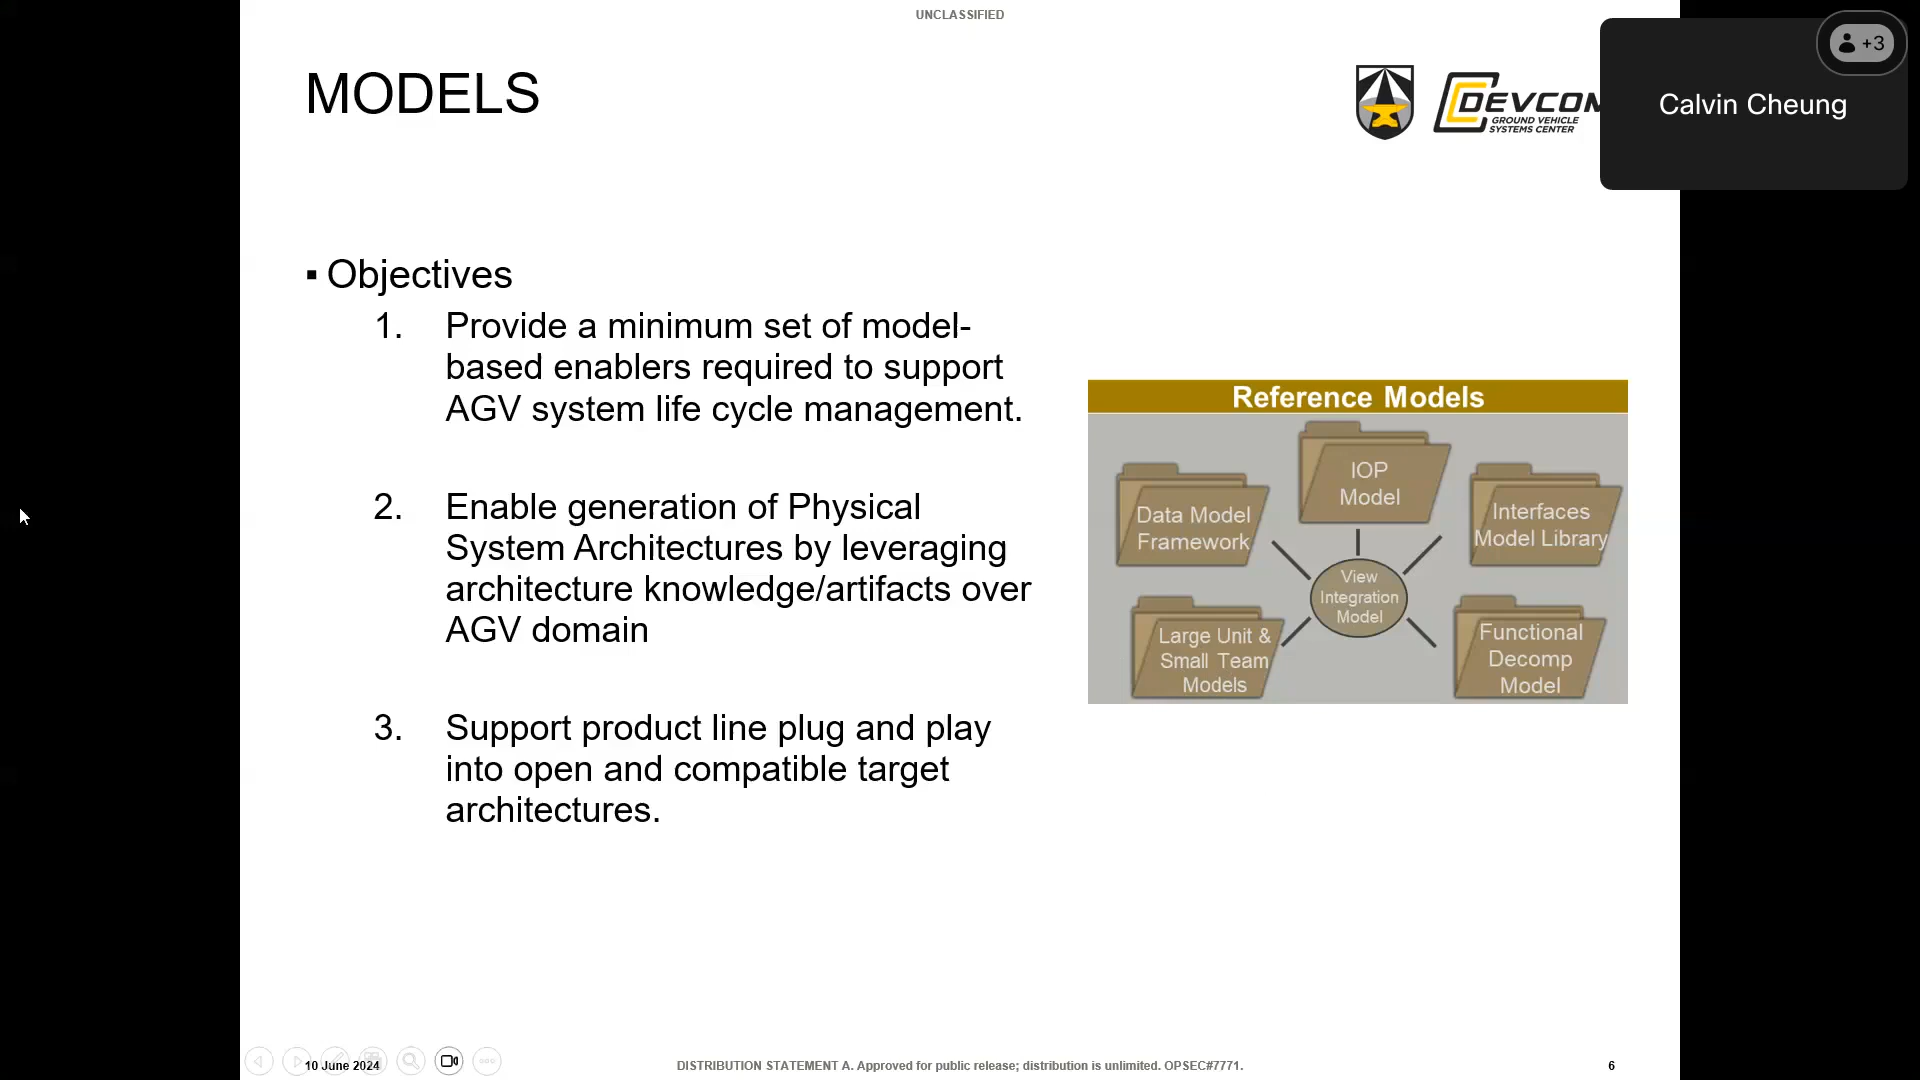 UNCLASSIFIED
MODELS
DEVCOM
GROUND VEHICLE
SYSTEMS CENTER
+3
Calvin Cheung
▪ Objectives
1. Provide a minimum set of model-
based enablers required to support
AGV system life cycle management.
2. Enable generation of Physical
System Architectures by leveraging
architecture knowledge/artifacts over
AGV domain
3. Support product line plug and play
into open and compatible target
architectures.
Reference Models
IOP
Model
Data Model
Framework
Interfaces
Model Library
View
Integration
Model
Large Unit &
Small Team
Models
Functional
Decomp
Model
10 June 2024
DISTRIBUTION STATEMENT A. Approved for public release; distribution is unlimited. OPSEC#7771.
6